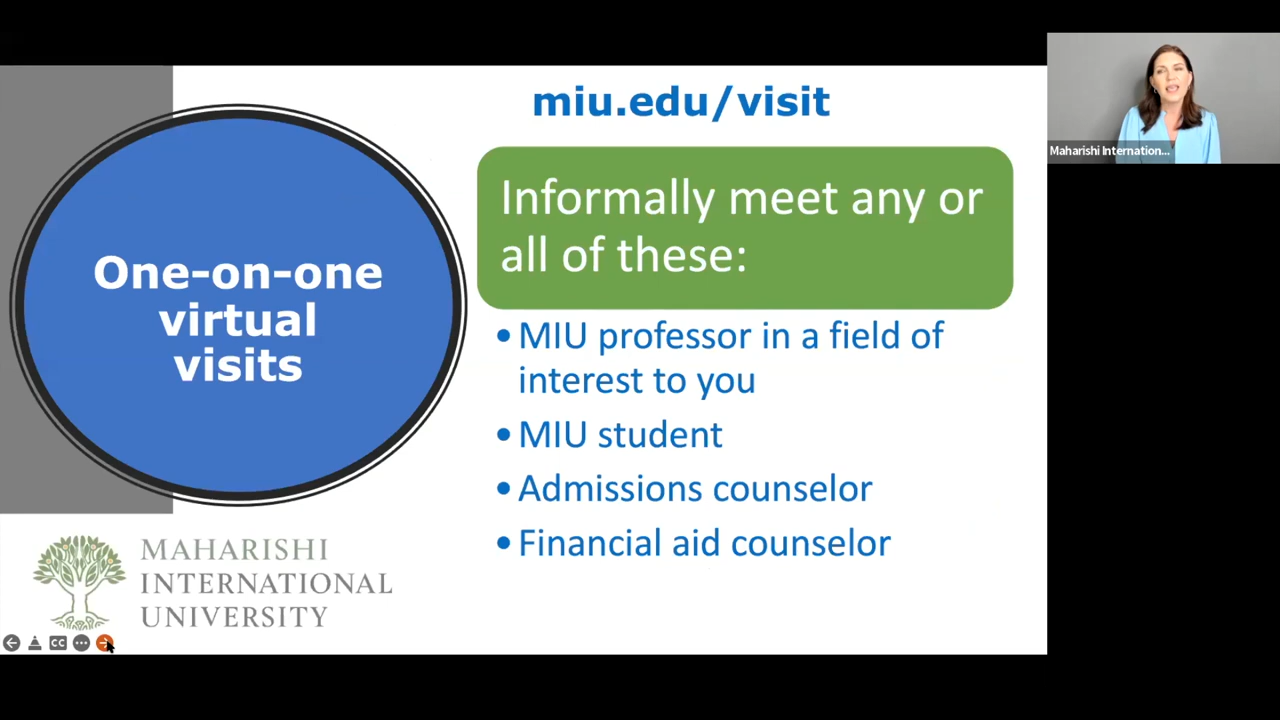 miu.edu/visit
One-on-one
virtual
visits
Informally meet any or
all of these:
• MIU professor in a field of
interest to you
• MIU student
• Admissions counselor
• Financial aid counselor
MAHARISHI
INTERNATIONAL
UNIVERSITY
CC
Maharishi Internation...